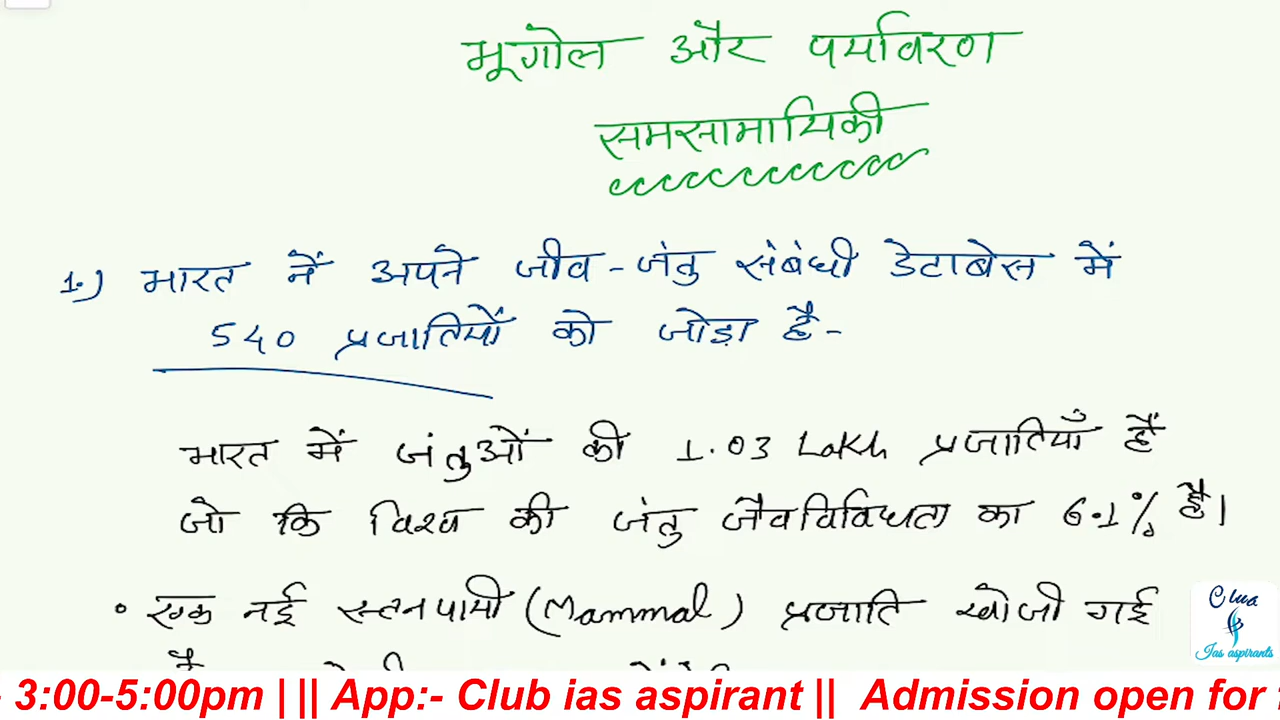 भूगोल और पर्यावरण
समसामायिकी
1.) भारत नें अपने जीव-जंतु संबंधी डेटाबेस में
540 प्रजातियों को जोड़ा है-
भारत में जंतुओं की 1.03 Lakh प्रजातियाँ हैं
जो कि विश्व की जंतु जैवविविधता का 6.1% है।
• एक नई स्तनपायी (Mammal) प्रजाति खोजी गई
है
Club
Ias aspirants
- 3:00-5:00pm | || App:- Club ias aspirant || Admission open for